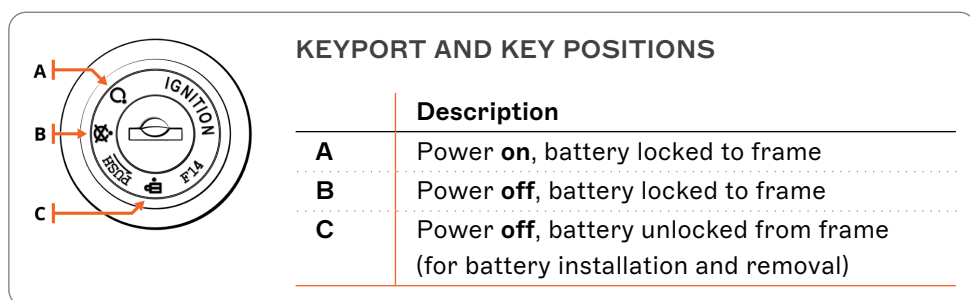 KEYPORT AND KEY POSITIONS
A
B
C
IGNITION
PUSH
F14
Description
A Power on, battery locked to frame
B Power off, battery locked to frame
C Power off, battery unlocked from frame
(for battery installation and removal)